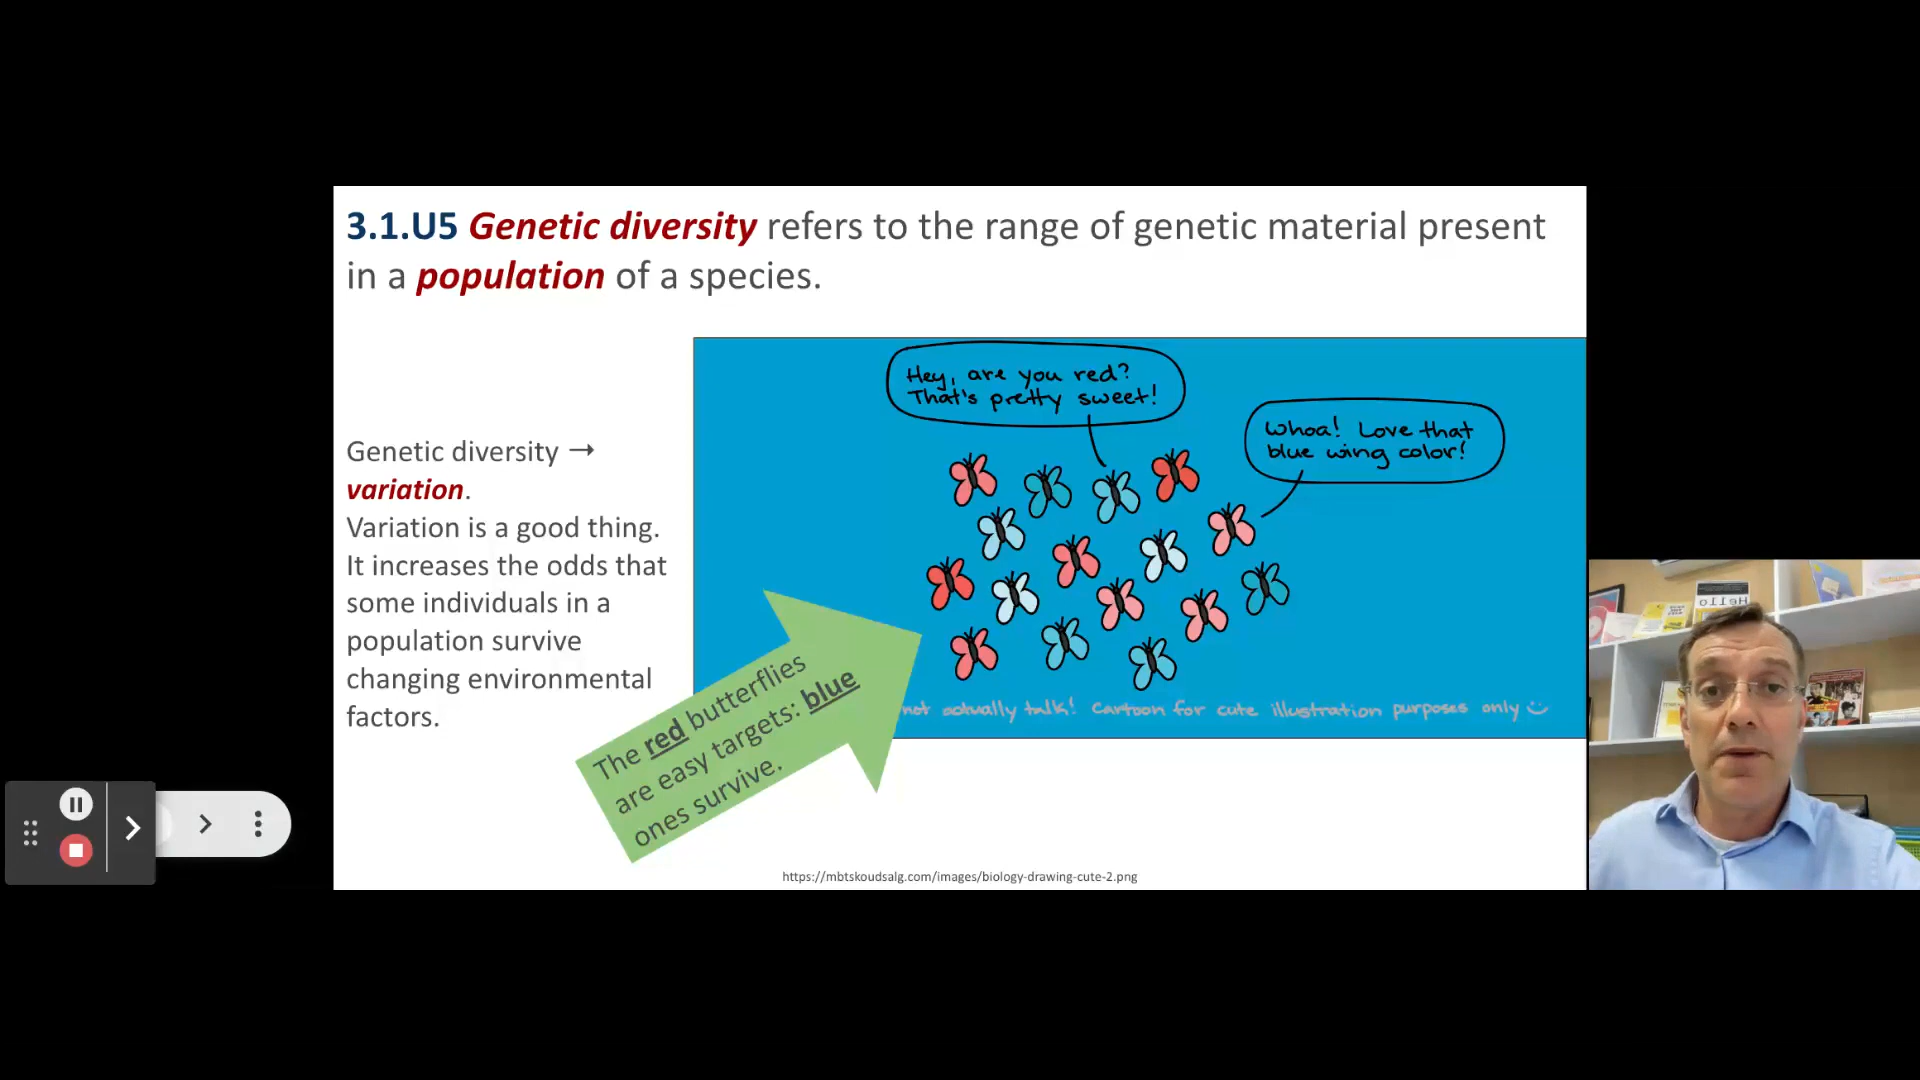 3.1.U5 Genetic diversity refers to the range of genetic material present
in a population of a species.
Hey, are you red?
That's pretty sweet!
Whoa! Love that
blue wing color!
Genetic diversity →
variation.
Variation is a good thing.
It increases the odds that
some individuals in a
population survive
changing environmental
factors.
The red butterflies
are easy targets: blue
ones survive.
not actually talk! Cartoon for cute illustration purposes only
https://mbtskoudsalg.com/images/biology-drawing-cute-2.png
Hello